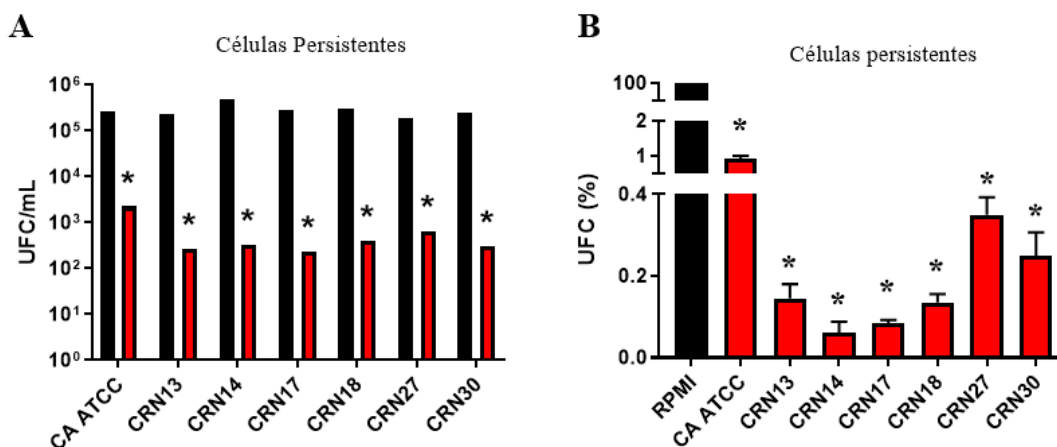 A
Células Persistentes
UFC/mL
10⁶
10⁵
10⁴
10³
10²
10¹
10⁰
* * * * * * *
CA ATCC
CRN13
CRN14
CRN17
CRN18
CRN27
CRN30
B
Células persistentes
UFC (%)
100
2
1
0.4
0.2
0.0
* * * * * * *
RPMI
CA ATCC
CRN13
CRN14
CRN17
CRN18
CRN27
CRN30